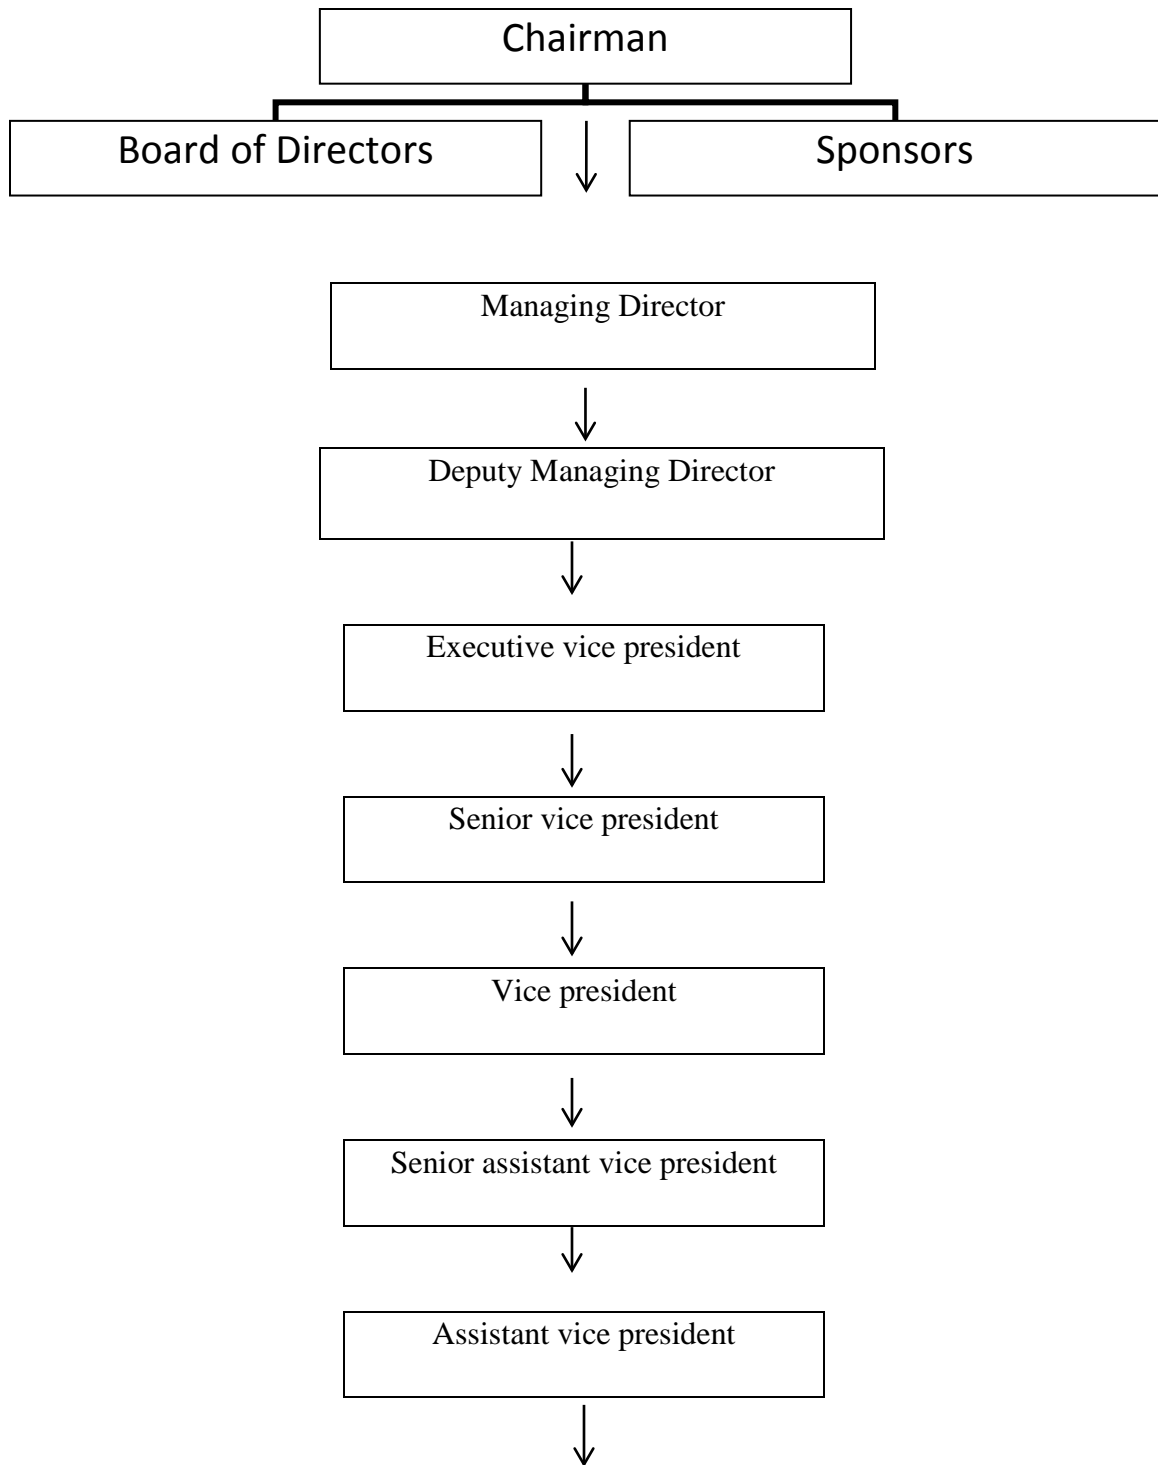 Chairman
Board of Directors
Sponsors
Managing Director
Deputy Managing Director
Executive vice president
Senior vice president
Vice president
Senior assistant vice president
Assistant vice president